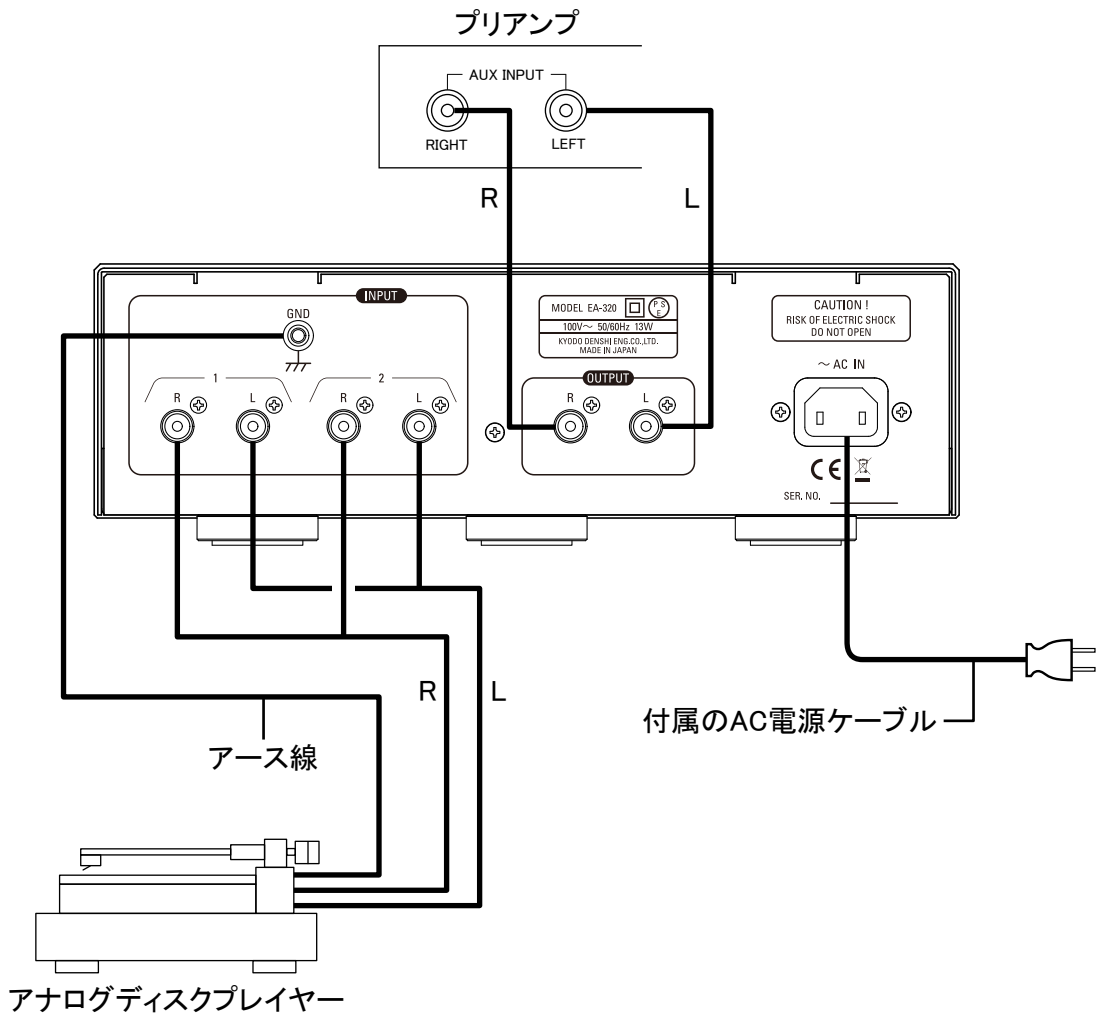 プリアンプ
AUX INPUT
RIGHT
LEFT
R
L
INPUT
GND
1
2
R
L
R
L
MODEL EA-320
PS
E
100V～ 50/60Hz 13W
KYODO DENSHI ENG.CO.,LTD.
MADE IN JAPAN
OUTPUT
R
L
CAUTION !
RISK OF ELECTRIC SHOCK
DO NOT OPEN
～ AC IN
CE
SER. NO.
R
L
アース線
付属のAC電源ケーブル
アナログディスクプレイヤー